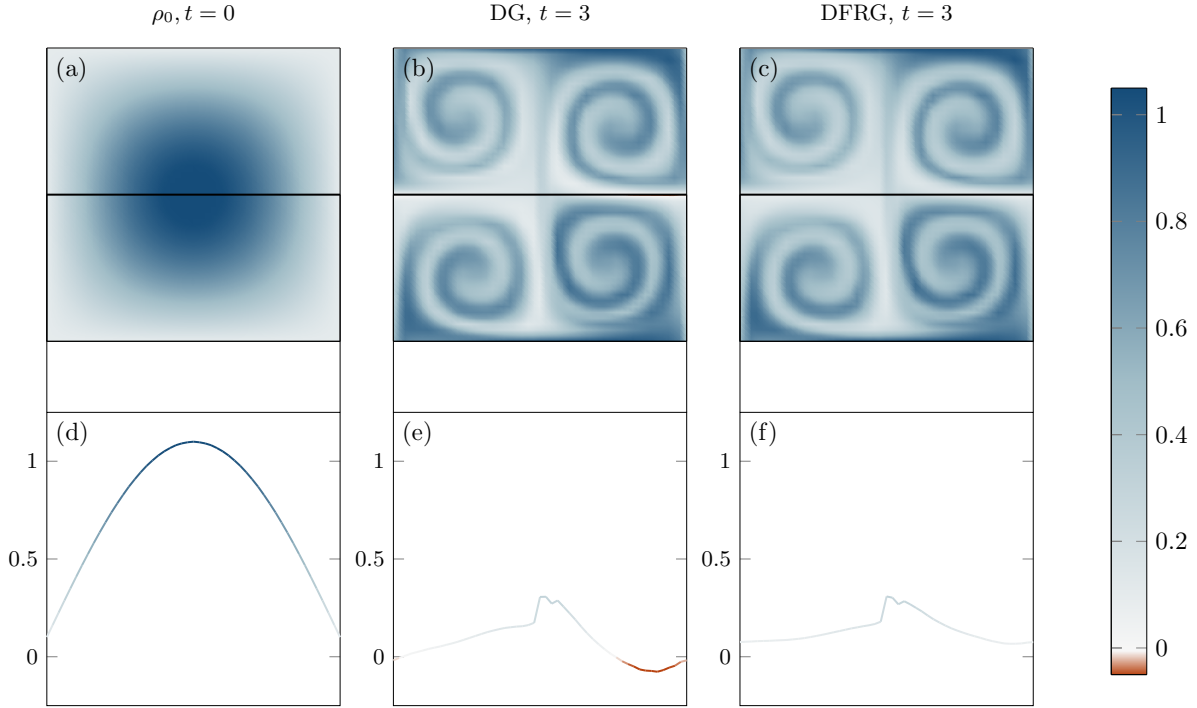 ρ₀, t = 0
DG, t = 3
DFRG, t = 3
(a)
(b)
(c)
1
0.8
0.6
0.4
0.2
0
(d)
(e)
(f)
1
0.5
0
1
0.5
0
1
0.5
0